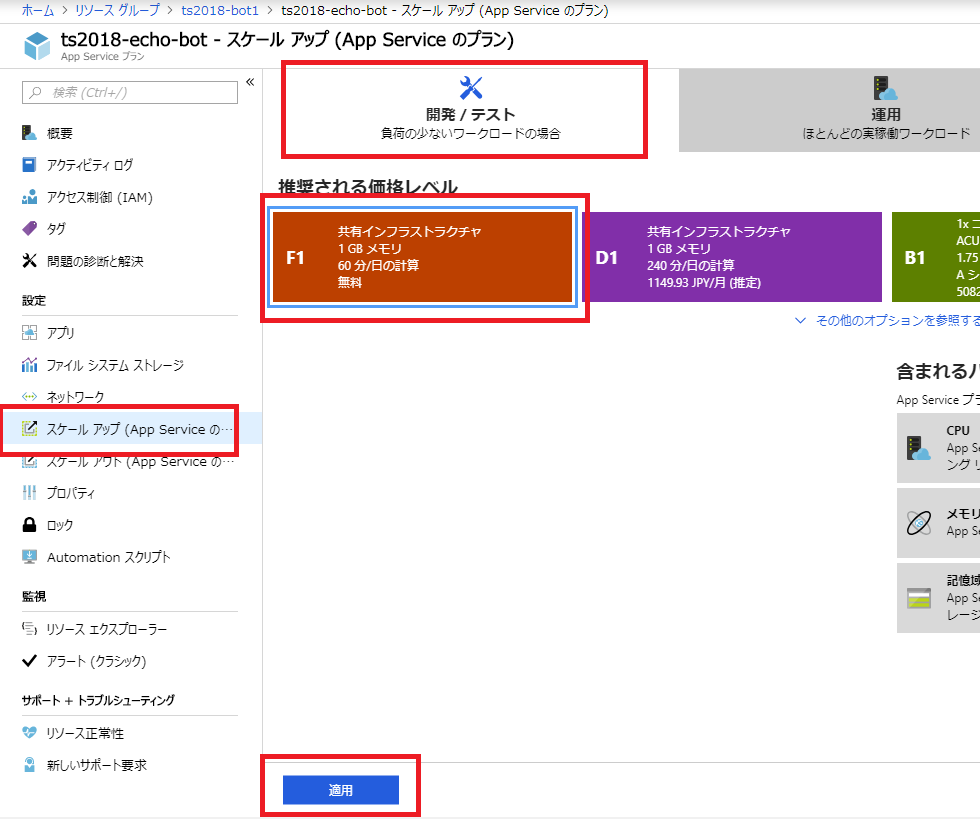 ホーム > リソース グループ > ts2018-bot1 > ts2018-echo-bot - スケール アップ (App Service のプラン)
ts2018-echo-bot - スケール アップ (App Service のプラン)
App Service プラン
検索 (Ctrl+/)
«
概要
アクティビティ ログ
アクセス制御 (IAM)
タグ
問題の診断と解決
設定
アプリ
ファイル システム ストレージ
ネットワーク
スケール アップ (App Service の…
スケール アウト (App Service の…
プロパティ
ロック
Automation スクリプト
監視
リソース エクスプローラー
アラート (クラシック)
サポート + トラブルシューティング
リソース正常性
新しいサポート要求
開発 / テスト
負荷の少ないワークロードの場合
運用
ほとんどの実稼働ワークロード
推奨される価格レベル
F1
共有インフラストラクチャ
1 GB メモリ
60 分/日の計算
無料
D1
共有インフラストラクチャ
1 GB メモリ
240 分/日の計算
1149.93 JPY/月 (推定)
B1
1x コ
ACU
1.75
A シ
5082
その他のオプションを参照する
含まれるハ
App Service プラ
CPU
App Se
ング リ
メモリ
App Se
記憶域
App Se
レージ
適用